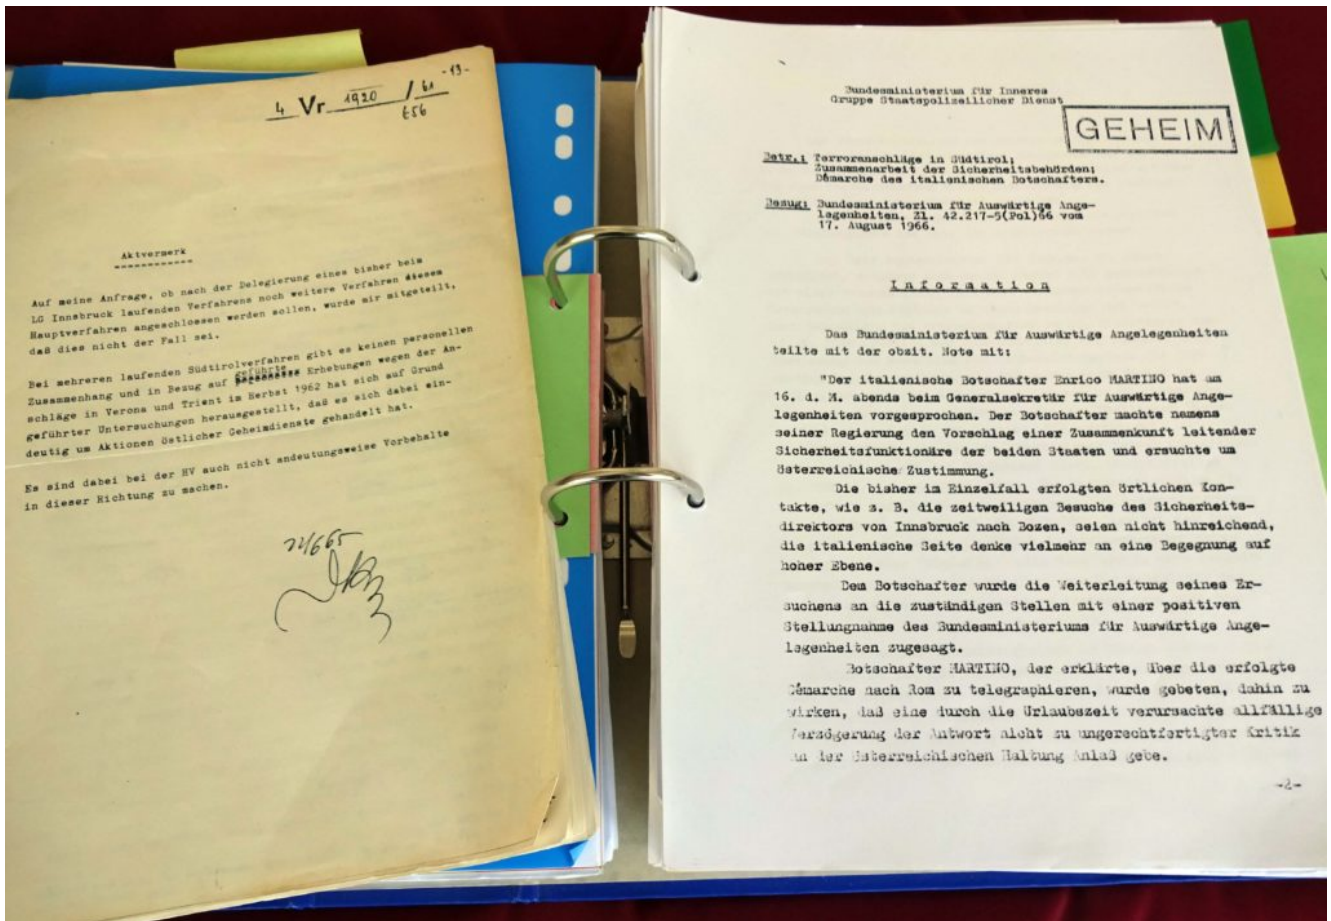 -13-
4 Vr 1920 / 61
656
Aktvermerk
Auf meine Anfrage, ob nach der Delegierung eines bisher beim
LG Innsbruck laufenden Verfahrens noch weitere Verfahren diesem
Hauptverfahren angeschlossen werden sollen, wurde mir mitgeteilt,
daß dies nicht der Fall sei.
Bei mehreren laufenden Südtirolverfahren gibt es keinen personellen
geführte
Zusammenhang und in Bezug auf Erhebungen wegen der An-
schläge in Verona und Trient im Herbst 1962 hat sich auf Grund
geführter Untersuchungen herausgestellt, daß es sich dabei ein-
deutig um Aktionen östlicher Geheimdienste gehandelt hat.
Es sind dabei bei der HV auch nicht andeutungsweise Vorbehalte
in dieser Richtung zu machen.
Bundesministerium für Inneres
Gruppe Staatspolizeilicher Dienst
GEHEIM
Betr.: Terroranschläge in Südtirol;
Zusammenarbeit der Sicherheitsbehörden;
Démarche des italienischen Botschafters.
Bezug: Bundesministerium für Auswärtige Ange-
legenheiten, Zl. 42.217-5(Pol)66 vom
17. August 1966.
Information
Das Bundesministerium für Auswärtige Angelegenheiten
teilte mit der obzit. Note mit:
"Der italienische Botschafter Enrico MARTINO hat am
16. d. M. abends beim Generalsekretär für Auswärtige Ange-
legenheiten vorgesprochen. Der Botschafter machte namens
seiner Regierung den Vorschlag einer Zusammenkunft leitender
Sicherheitsfunktionäre der beiden Staaten und ersuchte um
österreichische Zustimmung.
Die bisher im Einzelfall erfolgten örtlichen Kon-
takte, wie z. B. die zeitweiligen Besuche des Sicherheits-
direktors von Innsbruck nach Bozen, seien nicht hinreichend,
die italienische Seite denke vielmehr an eine Begegnung auf
hoher Ebene.
Dem Botschafter wurde die Weiterleitung seines Er-
suchens an die zuständigen Stellen mit einer positiven
Stellungnahme des Bundesministeriums für Auswärtige Ange-
legenheiten zugesagt.
Botschafter MARTINO, der erklärte, über die erfolgte
Démarche nach Rom zu telegraphieren, wurde gebeten, dahin zu
wirken, daß eine durch die Urlaubszeit verursachte allfällige
Verzögerung der Antwort nicht zu ungerechtfertigter Kritik
an der österreichischen Haltung Anlaß gebe.
-2-